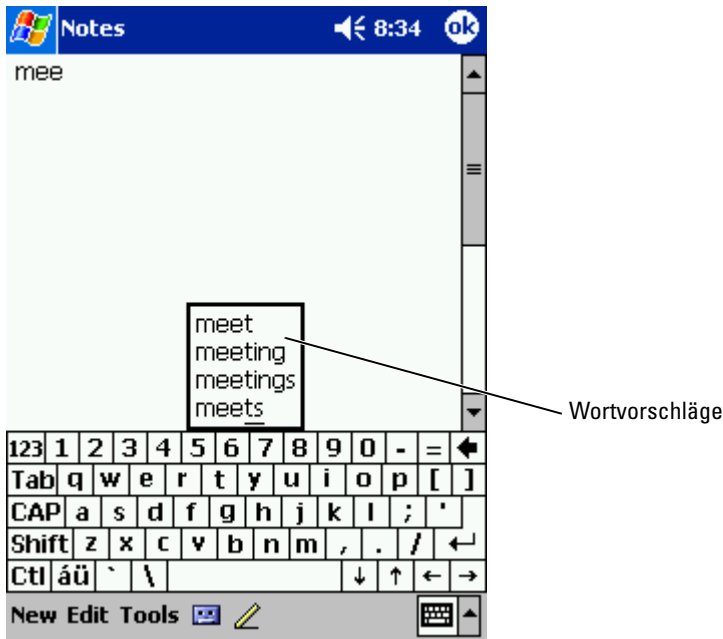 Notes 8:34 ok
mee
meet
meeting
meetings
meets
Wortvorschläge
123 1 2 3 4 5 6 7 8 9 0 - =
Tab q w e r t y u i o p [ ]
CAP a s d f g h j k l ; '
Shift z x c v b n m , . /
Ctl áü ` \
New Edit Tools